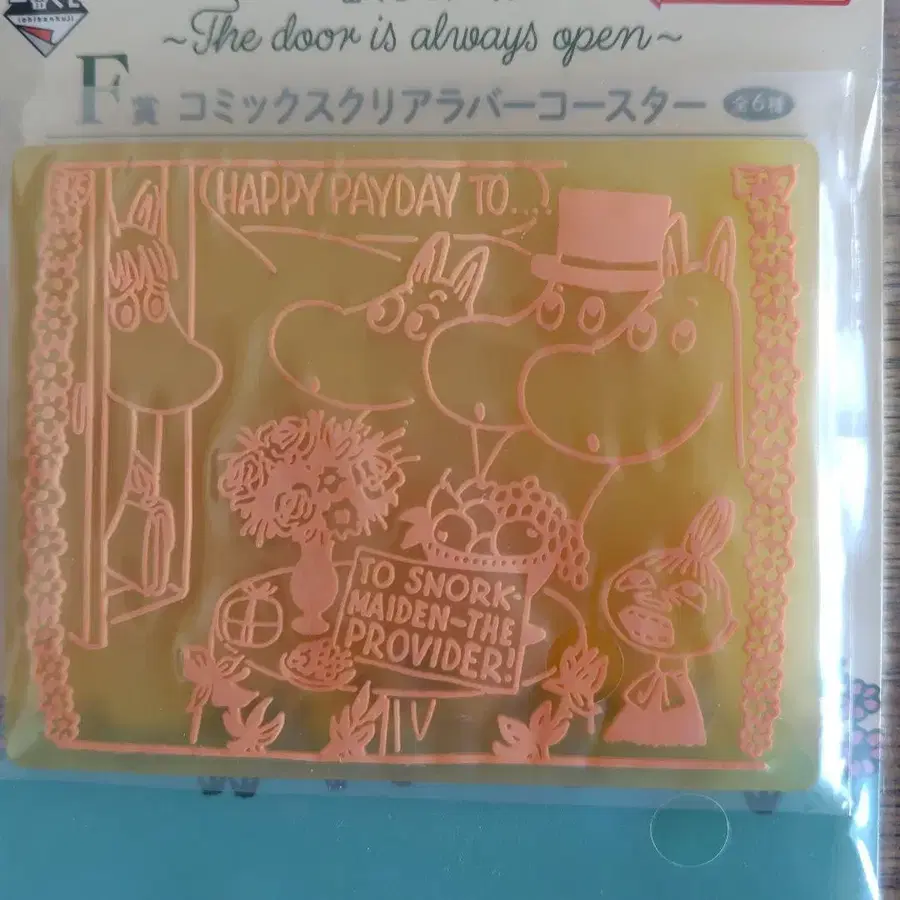 ichibankuji
~The door is always open~
F賞 コミックスクリアラバーコースター 全6種
HAPPY PAYDAY TO...
TO SNORK-
MAIDEN-THE
PROVIDER!